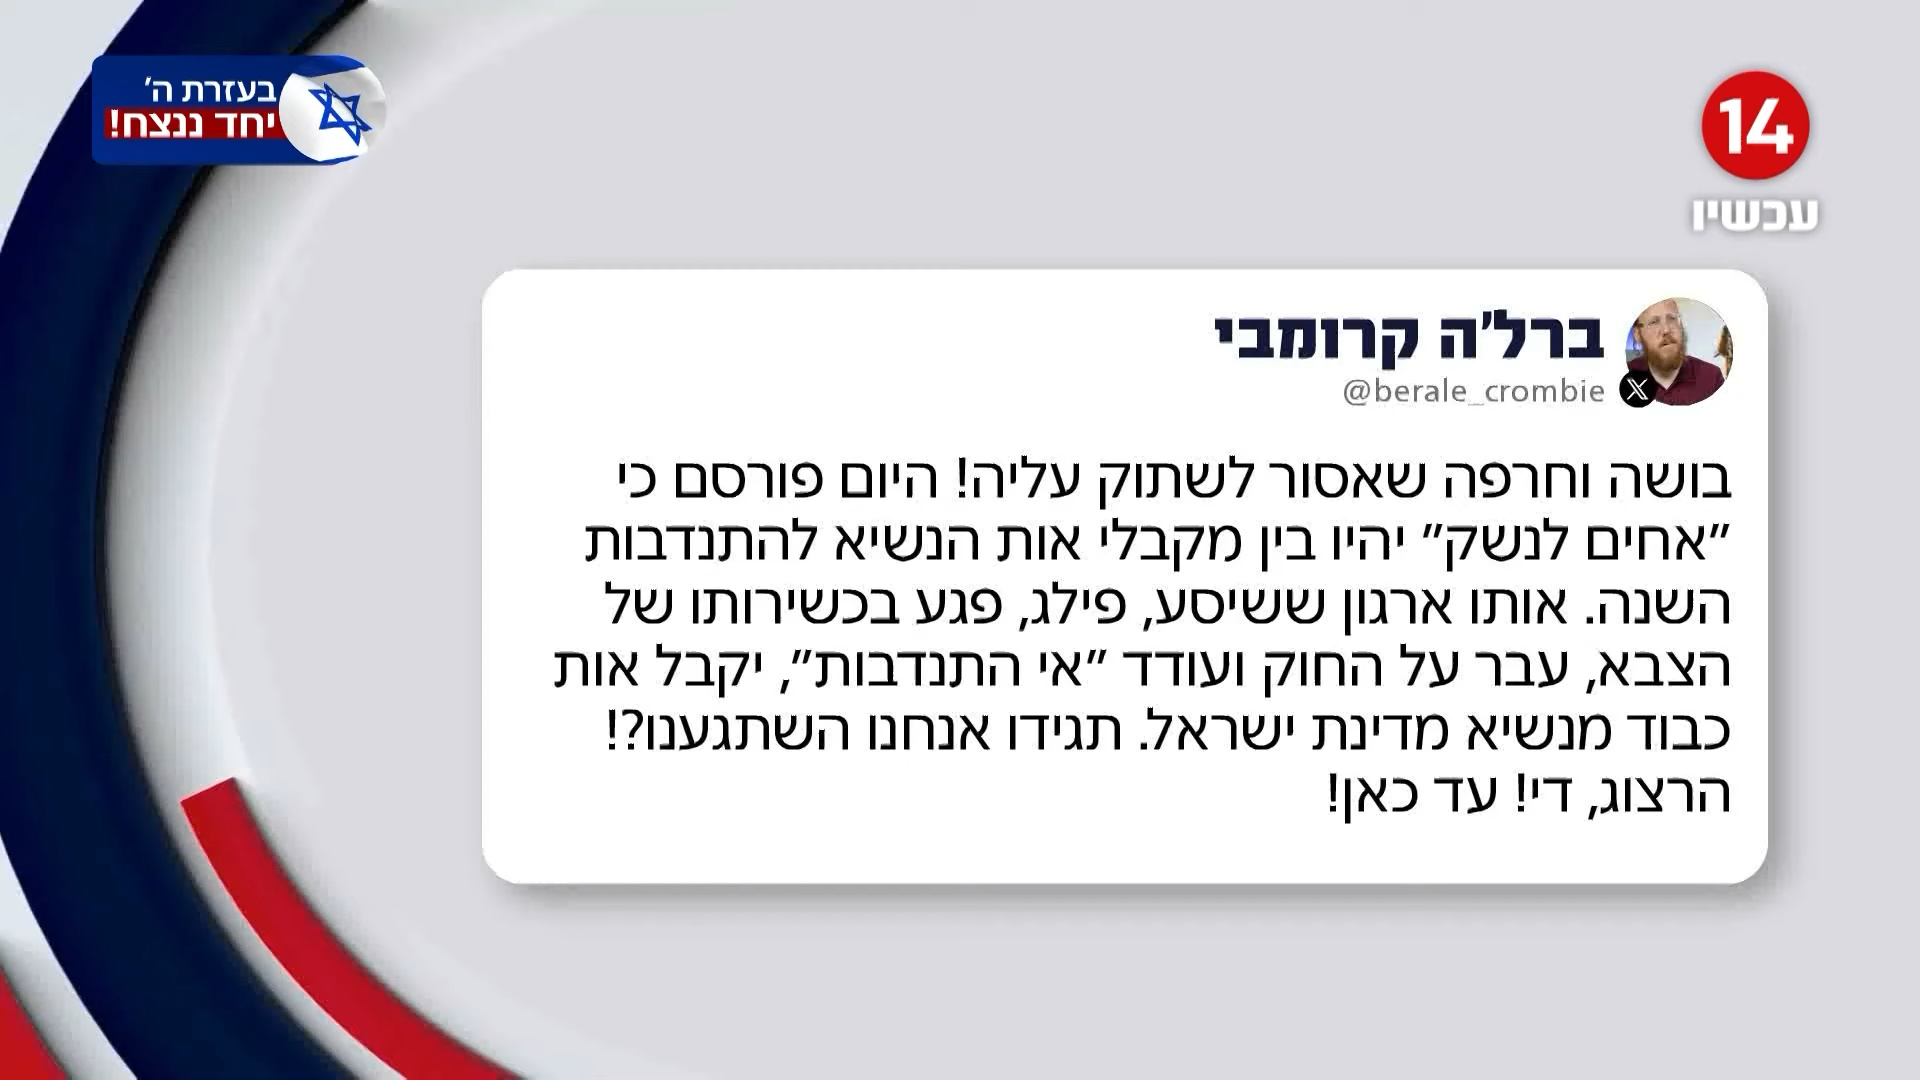 בעזרת ה'
יחד ננצח!
14
עכשיו
ברל'ה קרומבי
@berale_crombie
בושה וחרפה שאסור לשתוק עליה! היום פורסם כי
"אחים לנשק" יהיו בין מקבלי אות הנשיא להתנדבות
השנה. אותו ארגון ששיסע, פילג, פגע בכשירותו של
הצבא, עבר על החוק ועודד "אי התנדבות", יקבל אות
כבוד מנשיא מדינת ישראל. תגידו אנחנו השתגענו?!
הרצוג, די! עד כאן!